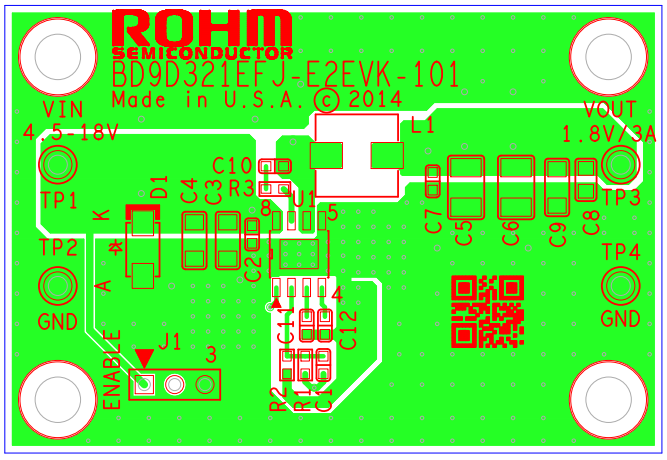 ROHM
SEMICONDUCTOR
BD9D321EFJ-E2EVK-101
Made in U.S.A. © 2014
VIN
4.5-18V
VOUT
1.8V/3A
L1
C10
R3
TP1
D1
K
A
C4
C3
C2
U1
8
5
4
C7
C5
C6
C9
C8
TP3
TP2
GND
TP4
GND
C11
C12
ENABLE
J1
3
R2
R1
C1